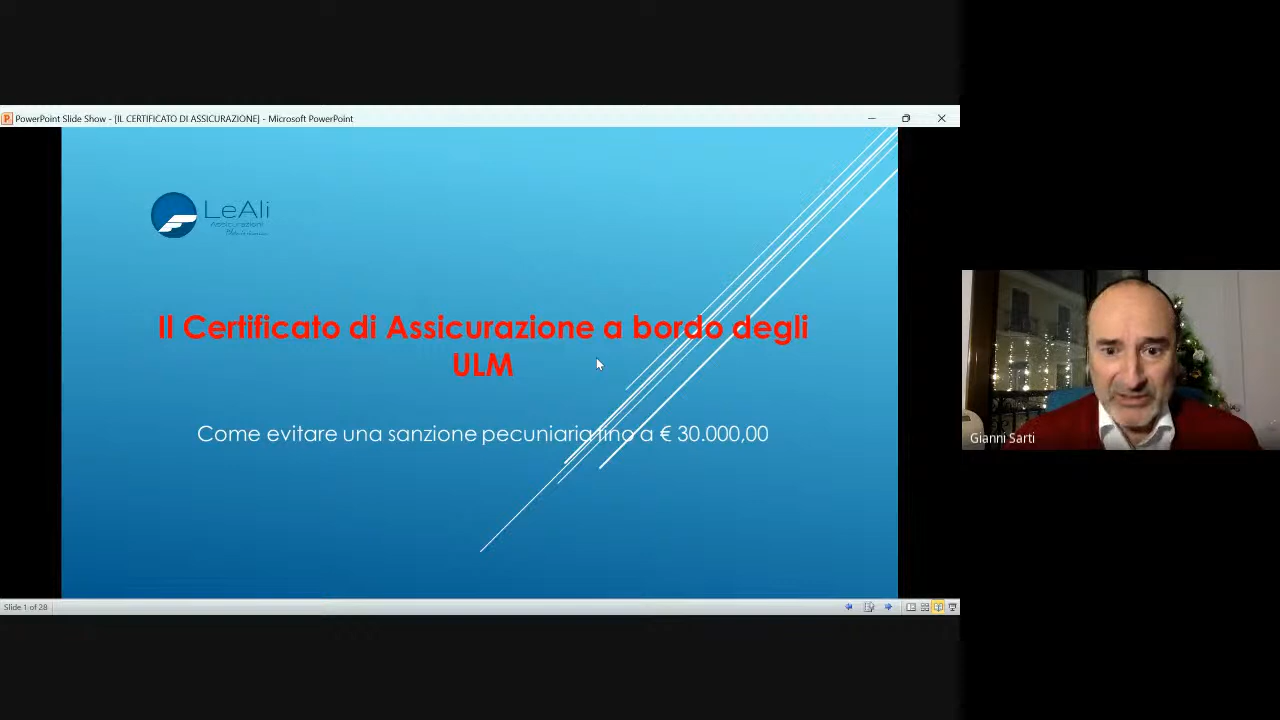 PowerPoint Slide Show - [IL CERTIFICATO DI ASSICURAZIONE] - Microsoft PowerPoint
LeAli
Assicurazioni
Il Certificato di Assicurazione a bordo degli
ULM
Come evitare una sanzione pecuniaria fino a € 30.000,00
Gianni Sarti
Slide 1 of 28